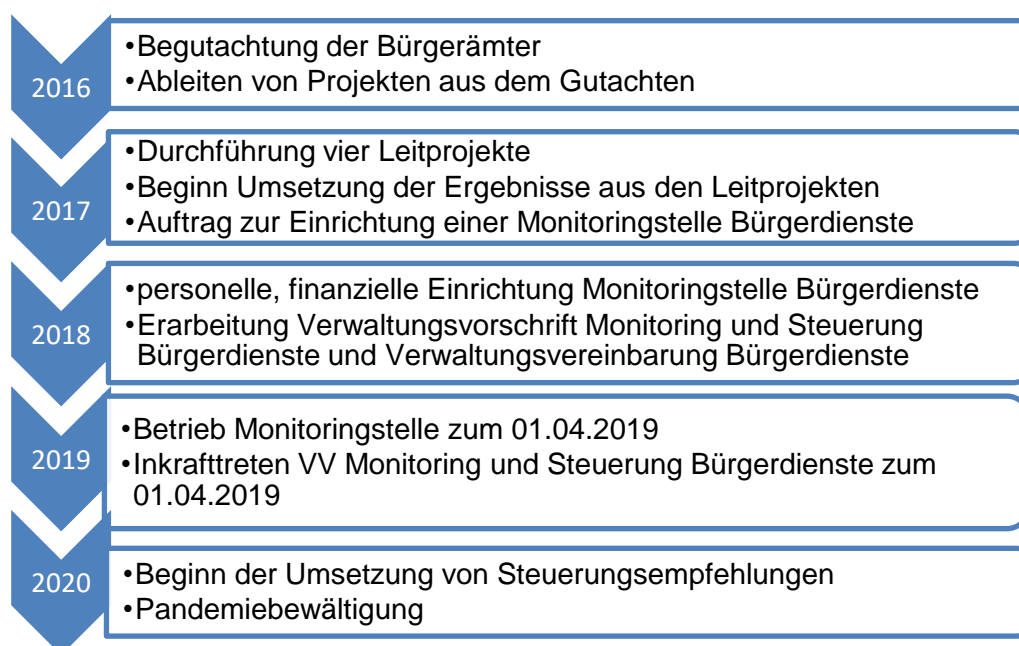 2016
•Begutachtung der Bürgerämter
•Ableiten von Projekten aus dem Gutachten
2017
•Durchführung vier Leitprojekte
•Beginn Umsetzung der Ergebnisse aus den Leitprojekten
•Auftrag zur Einrichtung einer Monitoringstelle Bürgerdienste
2018
•personelle, finanzielle Einrichtung Monitoringstelle Bürgerdienste
•Erarbeitung Verwaltungsvorschrift Monitoring und Steuerung
Bürgerdienste und Verwaltungsvereinbarung Bürgerdienste
2019
•Betrieb Monitoringstelle zum 01.04.2019
•Inkrafttreten VV Monitoring und Steuerung Bürgerdienste zum
01.04.2019
2020
•Beginn der Umsetzung von Steuerungsempfehlungen
•Pandemiebewältigung